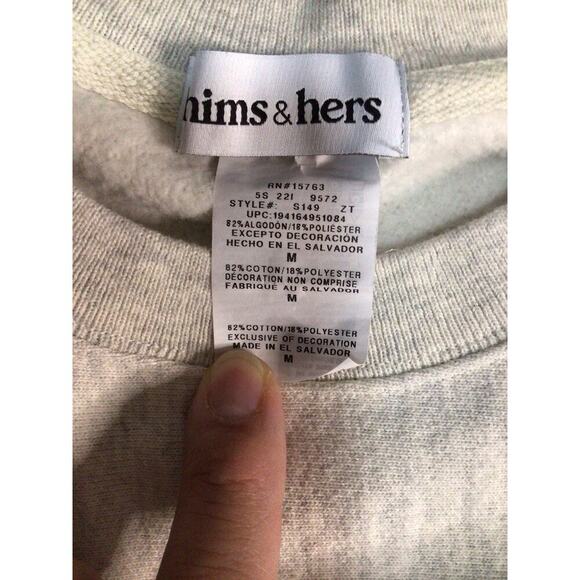 hims & hers
RN#15763
5S 22I 9572
STYLE#: S149 ZT
UPC:194164951084
82%ALGODÓN/18%POLIÉSTER
EXCEPTO DECORACIÓN
HECHO EN EL SALVADOR
M
82%COTON/18%POLYESTER
DÉCORATION NON COMPRISE
FABRIQUÉ AU SALVADOR
M
82%COTTON/18%POLYESTER
EXCLUSIVE OF DECORATION
MADE IN EL SALVADOR
M